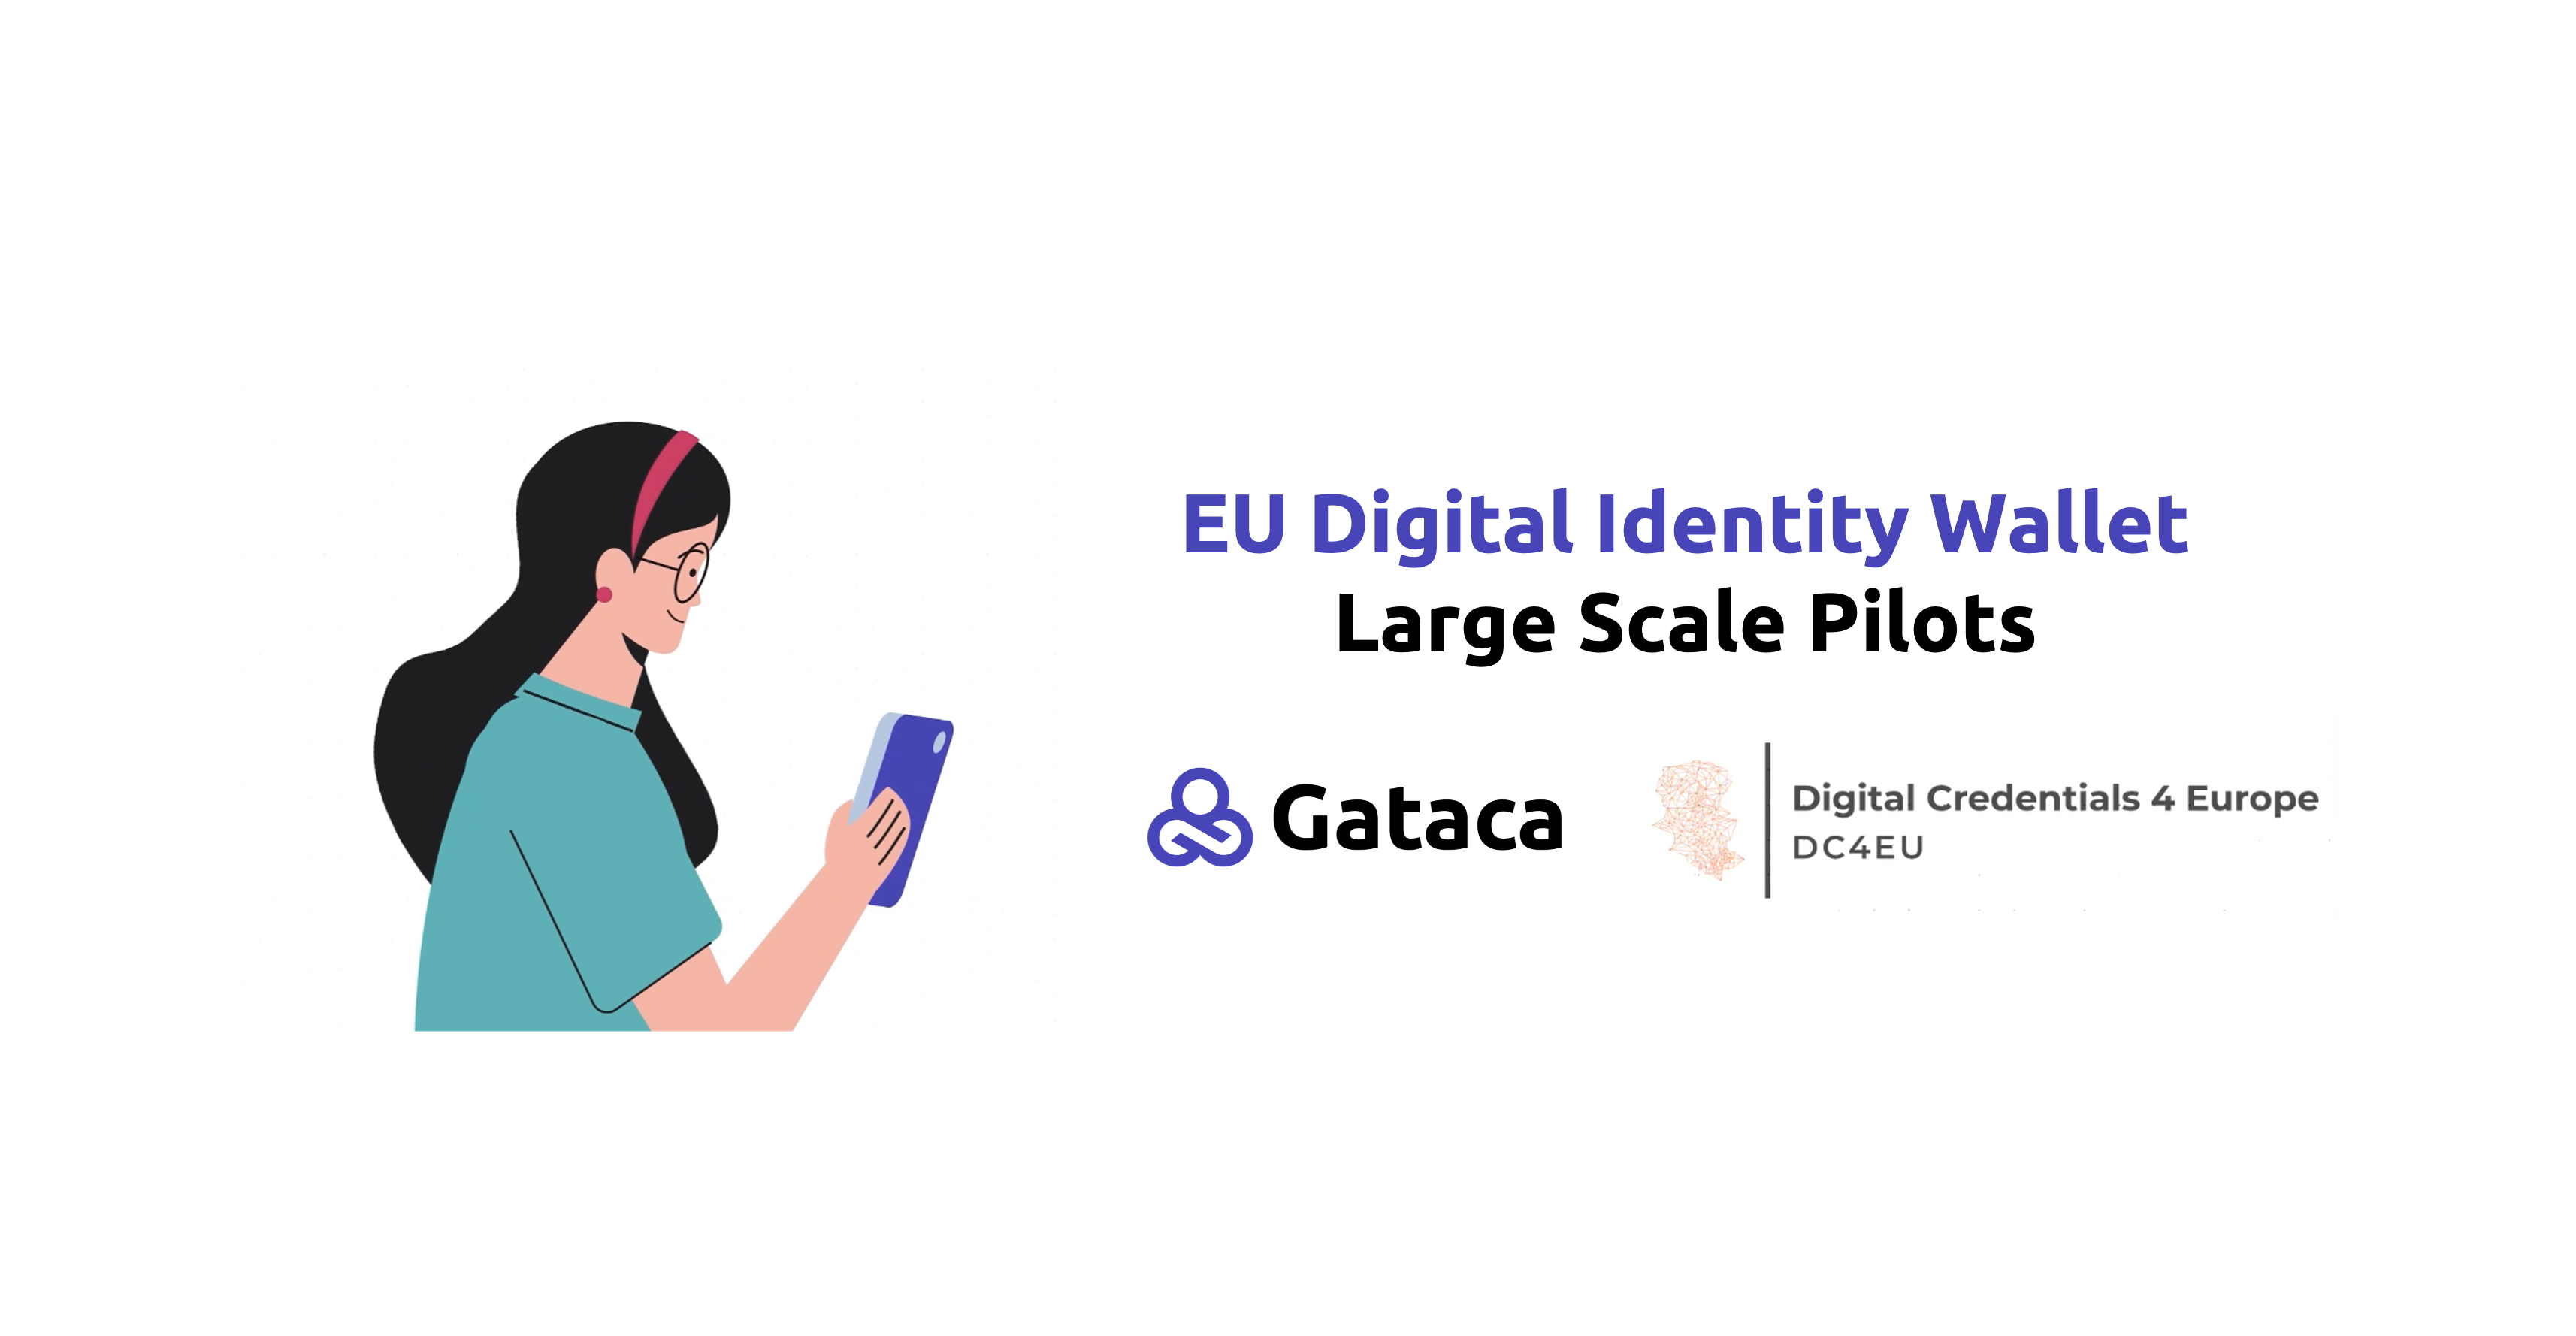 EU Digital Identity Wallet
Large Scale Pilots
Gataca
Digital Credentials 4 Europe
DC4EU